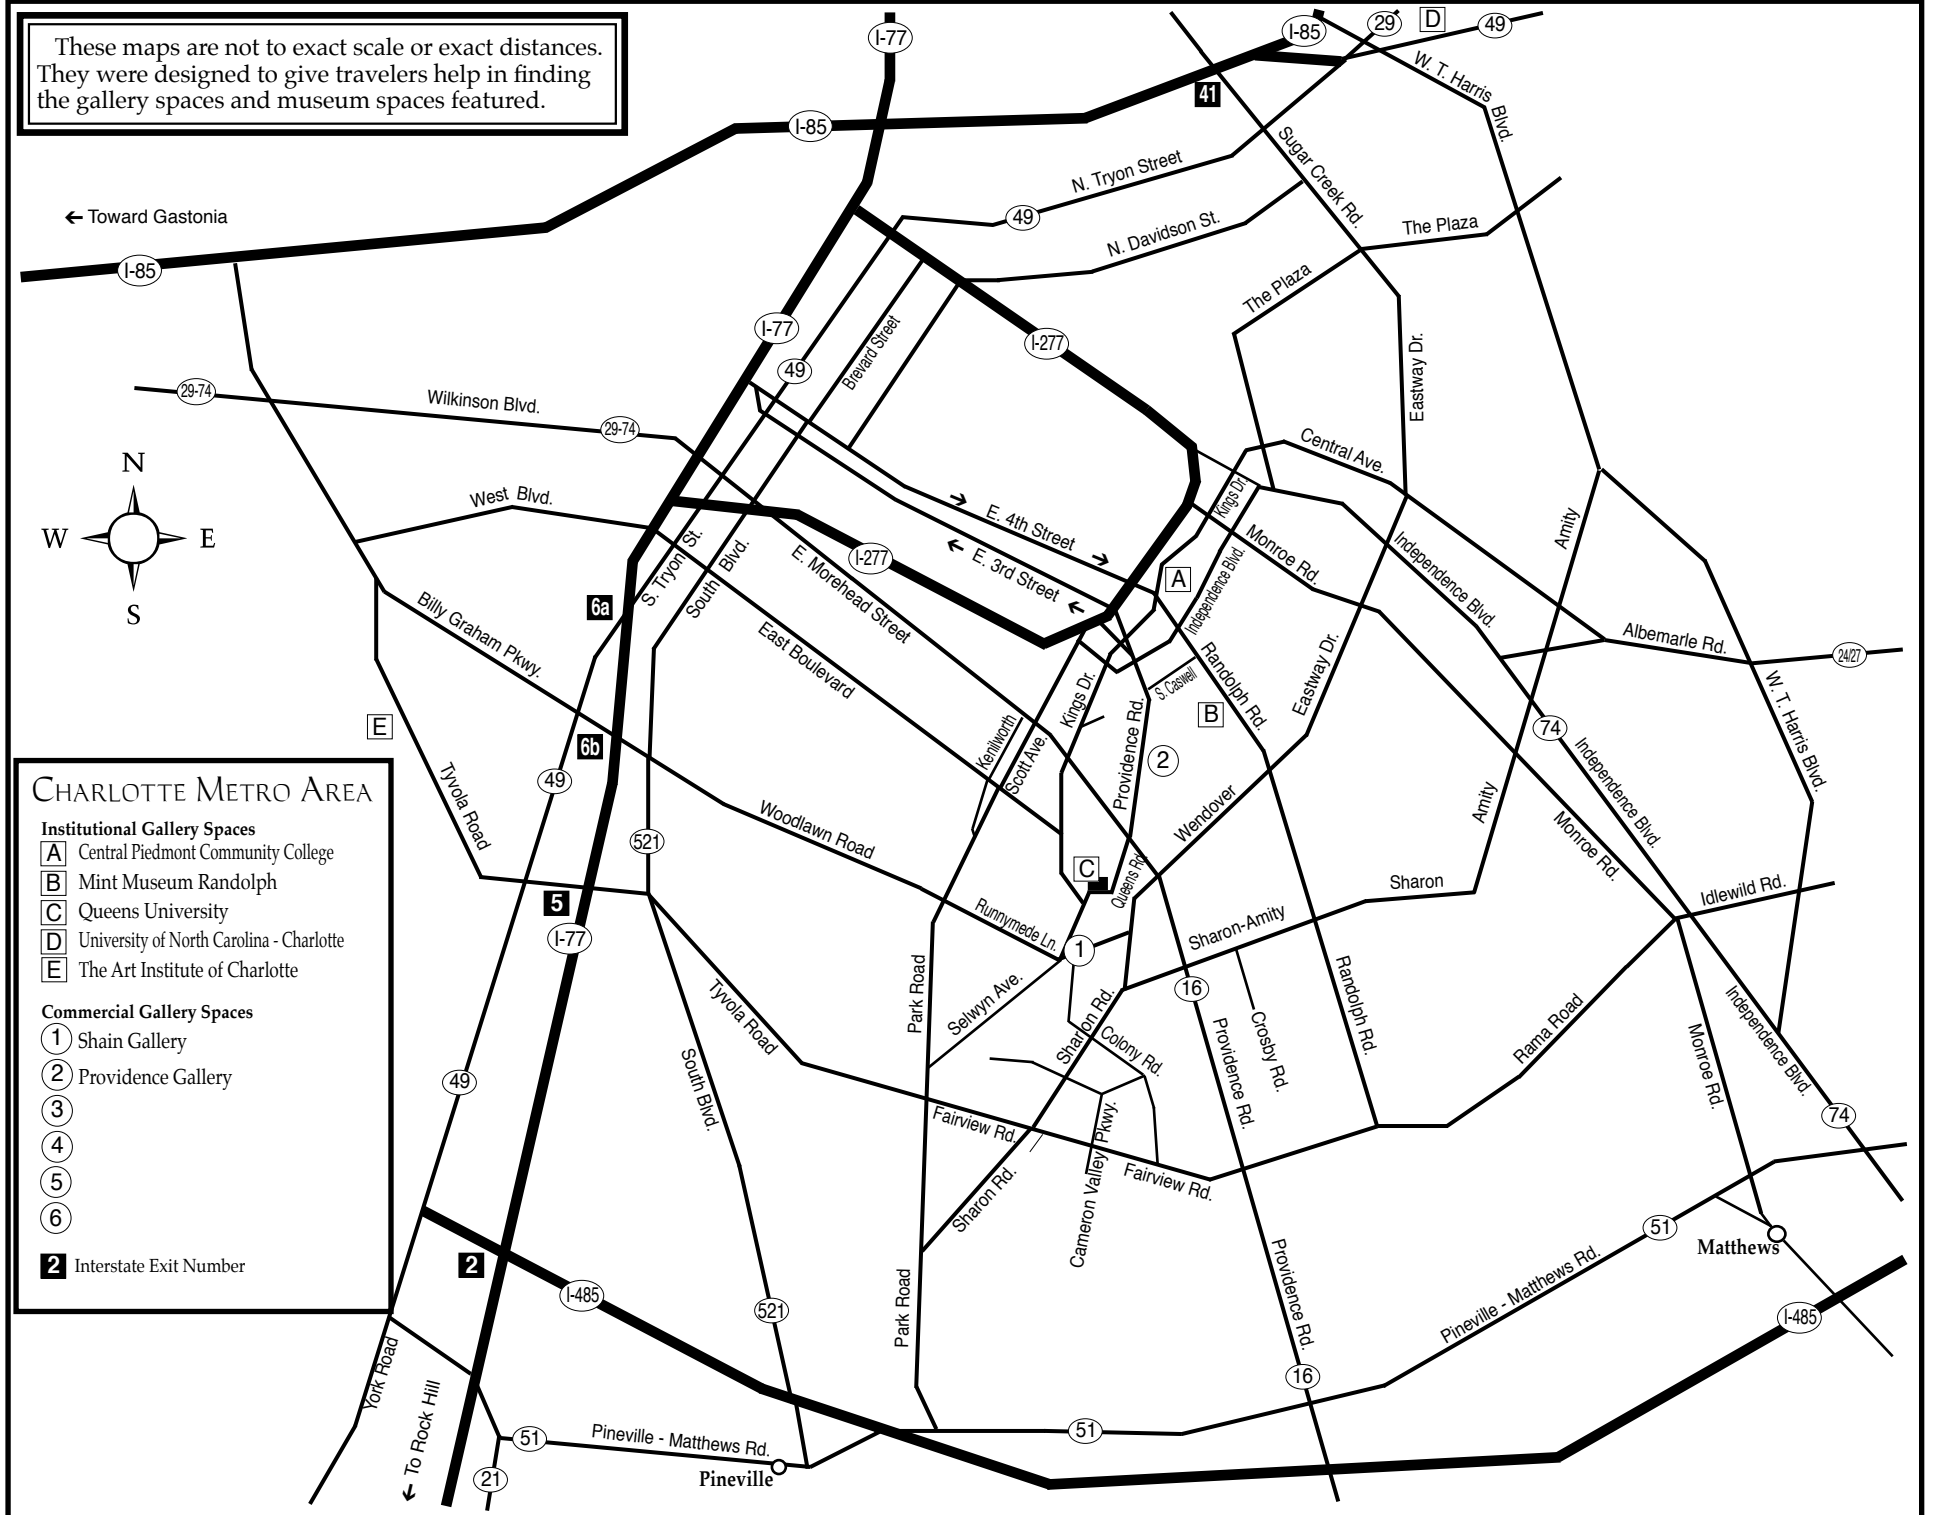 These maps are not to exact scale or exact distances.
They were designed to give travelers help in finding
the gallery spaces and museum spaces featured.
I-77
I-85
29
D
49
W. T. Harris
Blvd.
41
I-85
Sugar Creek Rd.
N. Tryon Street
49
N. Davidson St.
The Plaza
The Plaza
← Toward Gastonia
I-85
I-77
I-277
49
Brevard Street
Eastway Dr.
29-74
Wilkinson Blvd.
29-74
Central Ave.
N
W
E
S
West Blvd.
Kings Dr.
E. 4th Street
E. 3rd Street
Monroe Rd.
Independence Blvd.
Amity
I-277
S. Tryon St.
South Blvd.
E. Morehead Street
A
Independence Blvd.
6a
Billy Graham Pkwy.
East Boulevard
Randolph Rd.
S. Caswell
Eastway Dr.
Albemarle Rd.
24/27
W. T. Harris Blvd.
Kings Dr.
Kenilworth
Scott Ave.
Providence Rd.
B
2
E
6b
74
Independence Blvd.
Tyvola Road
49
521
Woodlawn Road
Wendover
Amity
Monroe Rd.
C
Queens Rd.
Sharon
Idlewild Rd.
5
I-77
Runnymede Ln.
1
Sharon-Amity
Selwyn Ave.
Park Road
Tyvola Road
16
Randolph Rd.
Crosby Rd.
Sharon Rd.
Colony Rd.
Providence Rd.
Rama Road
Monroe Rd.
Independence Blvd.
74
49
South Blvd.
Fairview Rd.
Cameron Valley Pkwy.
Fairview Rd.
Sharon Rd.
51
Matthews
Pineville - Matthews Rd.
Providence Rd.
16
I-485
2
I-485
521
Park Road
51
York Road
← To Rock Hill
51
Pineville - Matthews Rd.
Pineville
21
CHARLOTTE METRO AREA
Institutional Gallery Spaces
A Central Piedmont Community College
B Mint Museum Randolph
C Queens University
D University of North Carolina - Charlotte
E The Art Institute of Charlotte
Commercial Gallery Spaces
1 Shain Gallery
2 Providence Gallery
3
4
5
6
2 Interstate Exit Number